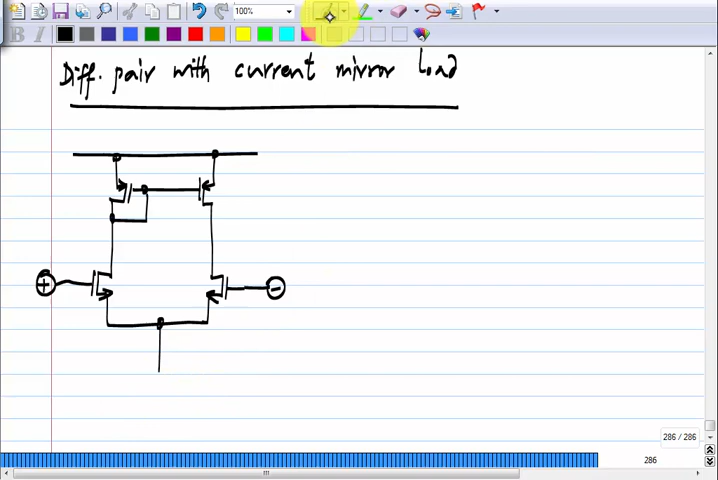 100%
B I
Diff. pair with current mirror load
+ -
286 / 286
286